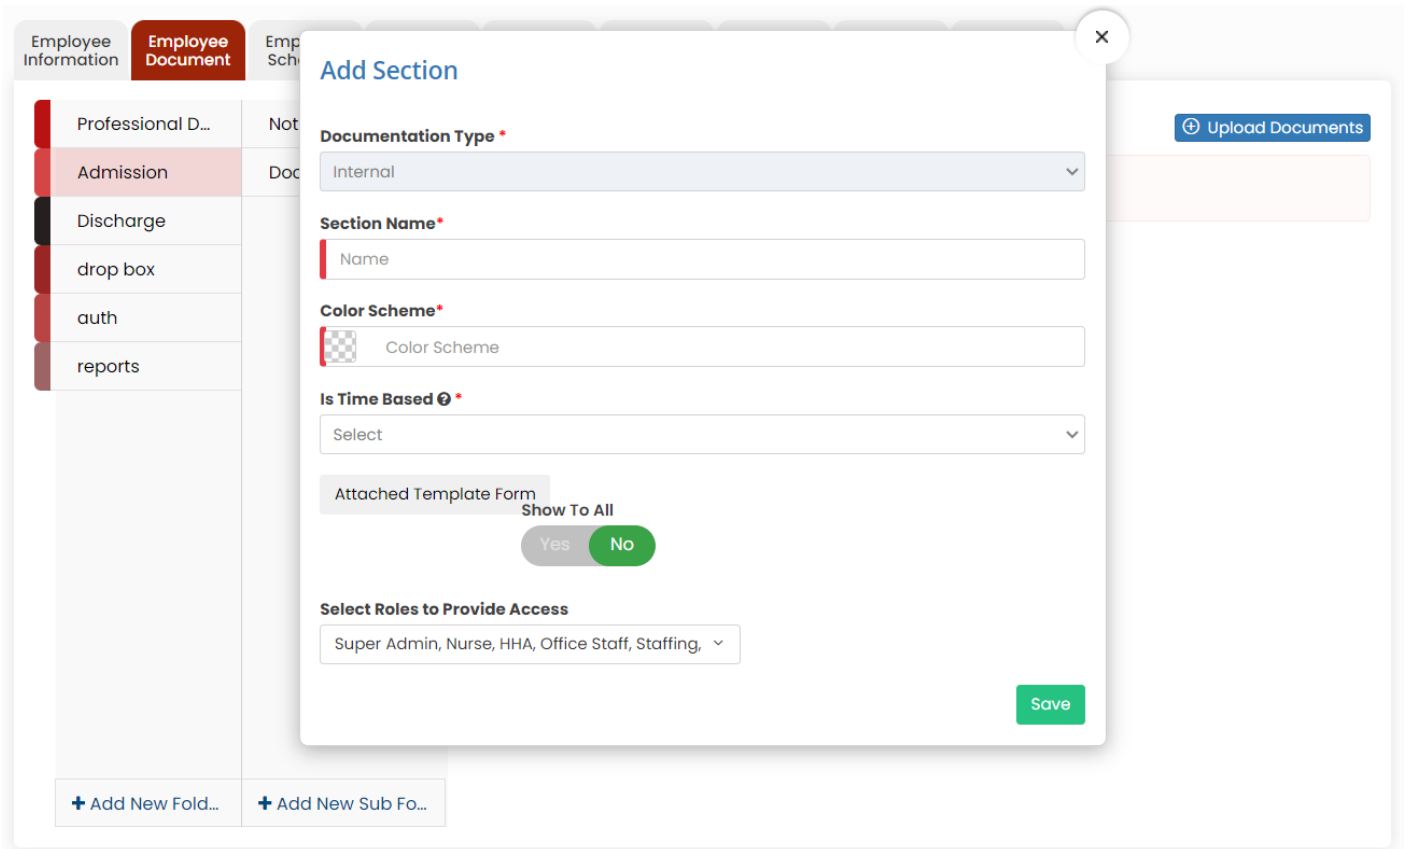 Employee
Information
Employee
Document
Emp
Sch
Professional D...
Admission
Discharge
drop box
auth
reports
Not
Doc
+ Add New Fold...
+ Add New Sub Fo...
×
Add Section
Documentation Type *
Internal
Section Name*
Name
Color Scheme*
Color Scheme
Is Time Based ? *
Select
Attached Template Form
Show To All
Yes No
Select Roles to Provide Access
Super Admin, Nurse, HHA, Office Staff, Staffing,
Save
Upload Documents